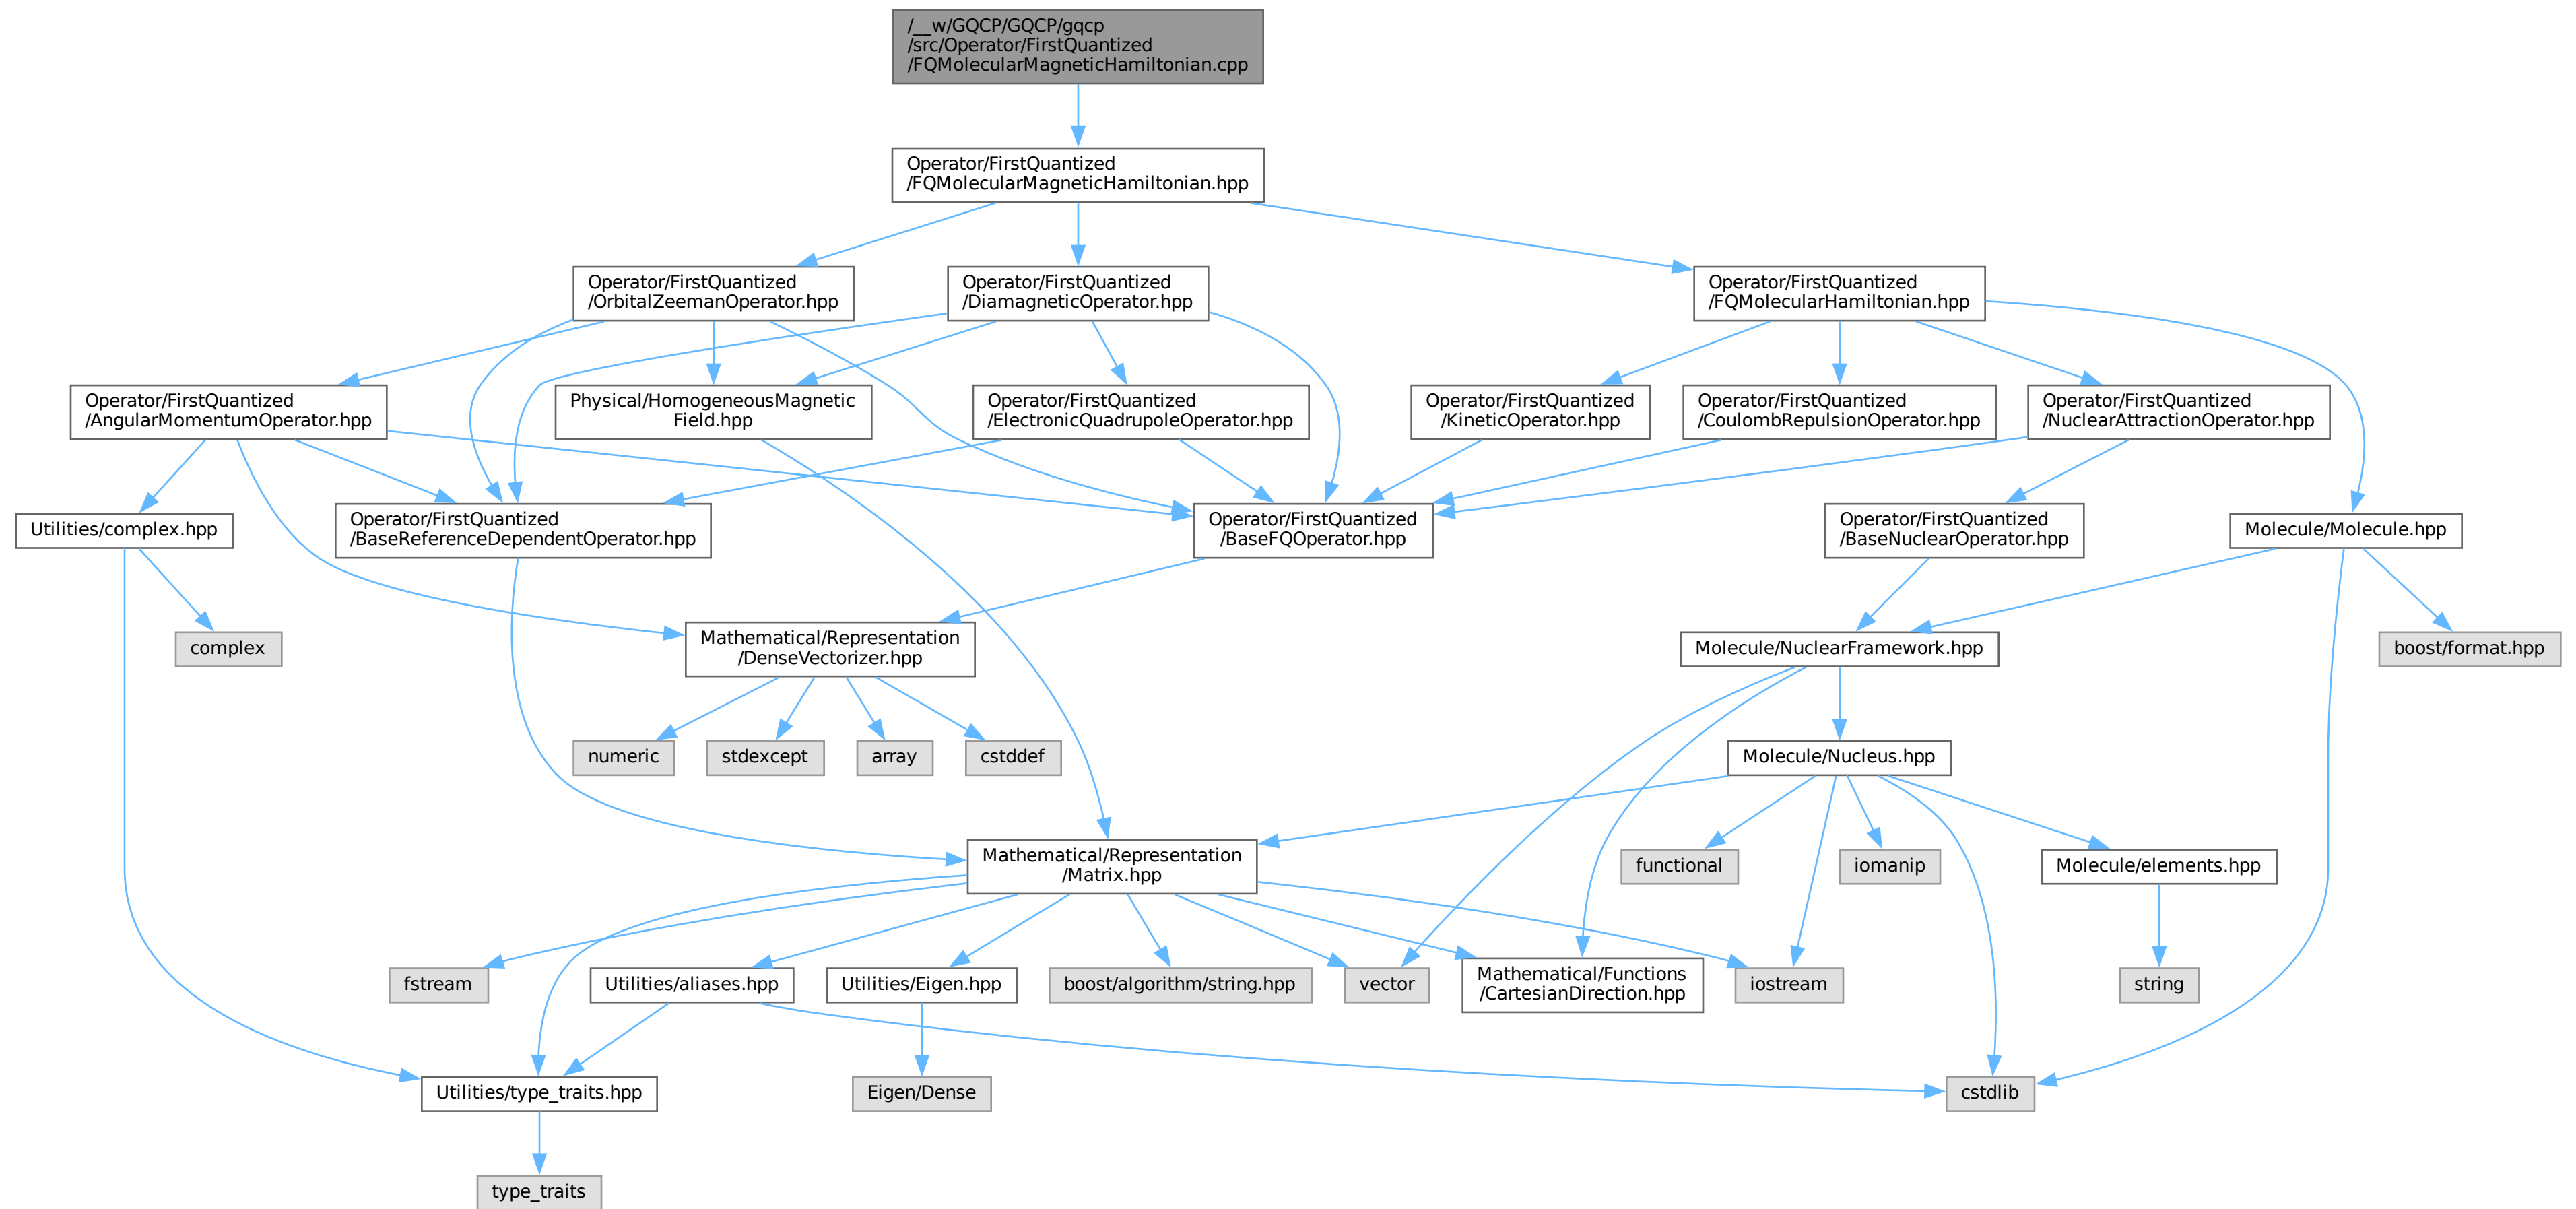 /__w/GQCP/GQCP/gqcp
/src/Operator/FirstQuantized
/FQMolecularMagneticHamiltonian.cpp
Operator/FirstQuantized
/FQMolecularMagneticHamiltonian.hpp
Operator/FirstQuantized
/OrbitalZeemanOperator.hpp
Operator/FirstQuantized
/DiamagneticOperator.hpp
Operator/FirstQuantized
/FQMolecularHamiltonian.hpp
Operator/FirstQuantized
/AngularMomentumOperator.hpp
Physical/HomogeneousMagnetic
Field.hpp
Operator/FirstQuantized
/ElectronicQuadrupoleOperator.hpp
Operator/FirstQuantized
/KineticOperator.hpp
Operator/FirstQuantized
/CoulombRepulsionOperator.hpp
Operator/FirstQuantized
/NuclearAttractionOperator.hpp
Utilities/complex.hpp
Operator/FirstQuantized
/BaseReferenceDependentOperator.hpp
Operator/FirstQuantized
/BaseFQOperator.hpp
Operator/FirstQuantized
/BaseNuclearOperator.hpp
Molecule/Molecule.hpp
complex
Mathematical/Representation
/DenseVectorizer.hpp
Molecule/NuclearFramework.hpp
boost/format.hpp
numeric
stdexcept
array
cstddef
Molecule/Nucleus.hpp
Mathematical/Representation
/Matrix.hpp
functional
iomanip
Molecule/elements.hpp
fstream
Utilities/aliases.hpp
Utilities/Eigen.hpp
boost/algorithm/string.hpp
vector
Mathematical/Functions
/CartesianDirection.hpp
iostream
string
Utilities/type_traits.hpp
Eigen/Dense
cstdlib
type_traits